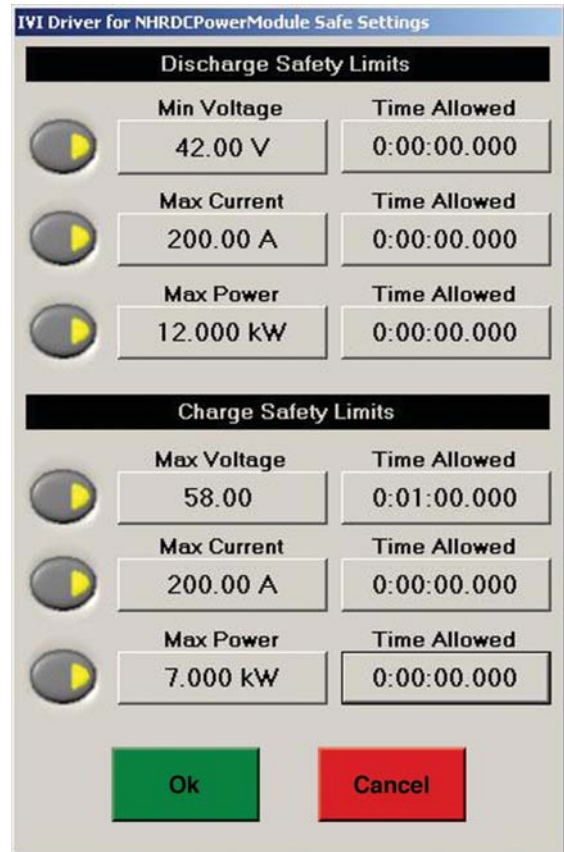 IVI Driver for NHRDCPowerModule Safe Settings
Discharge Safety Limits
Min Voltage Time Allowed
42.00 V 0:00:00.000
Max Current Time Allowed
200.00 A 0:00:00.000
Max Power Time Allowed
12.000 kW 0:00:00.000
Charge Safety Limits
Max Voltage Time Allowed
58.00 0:01:00.000
Max Current Time Allowed
200.00 A 0:00:00.000
Max Power Time Allowed
7.000 kW 0:00:00.000
Ok Cancel